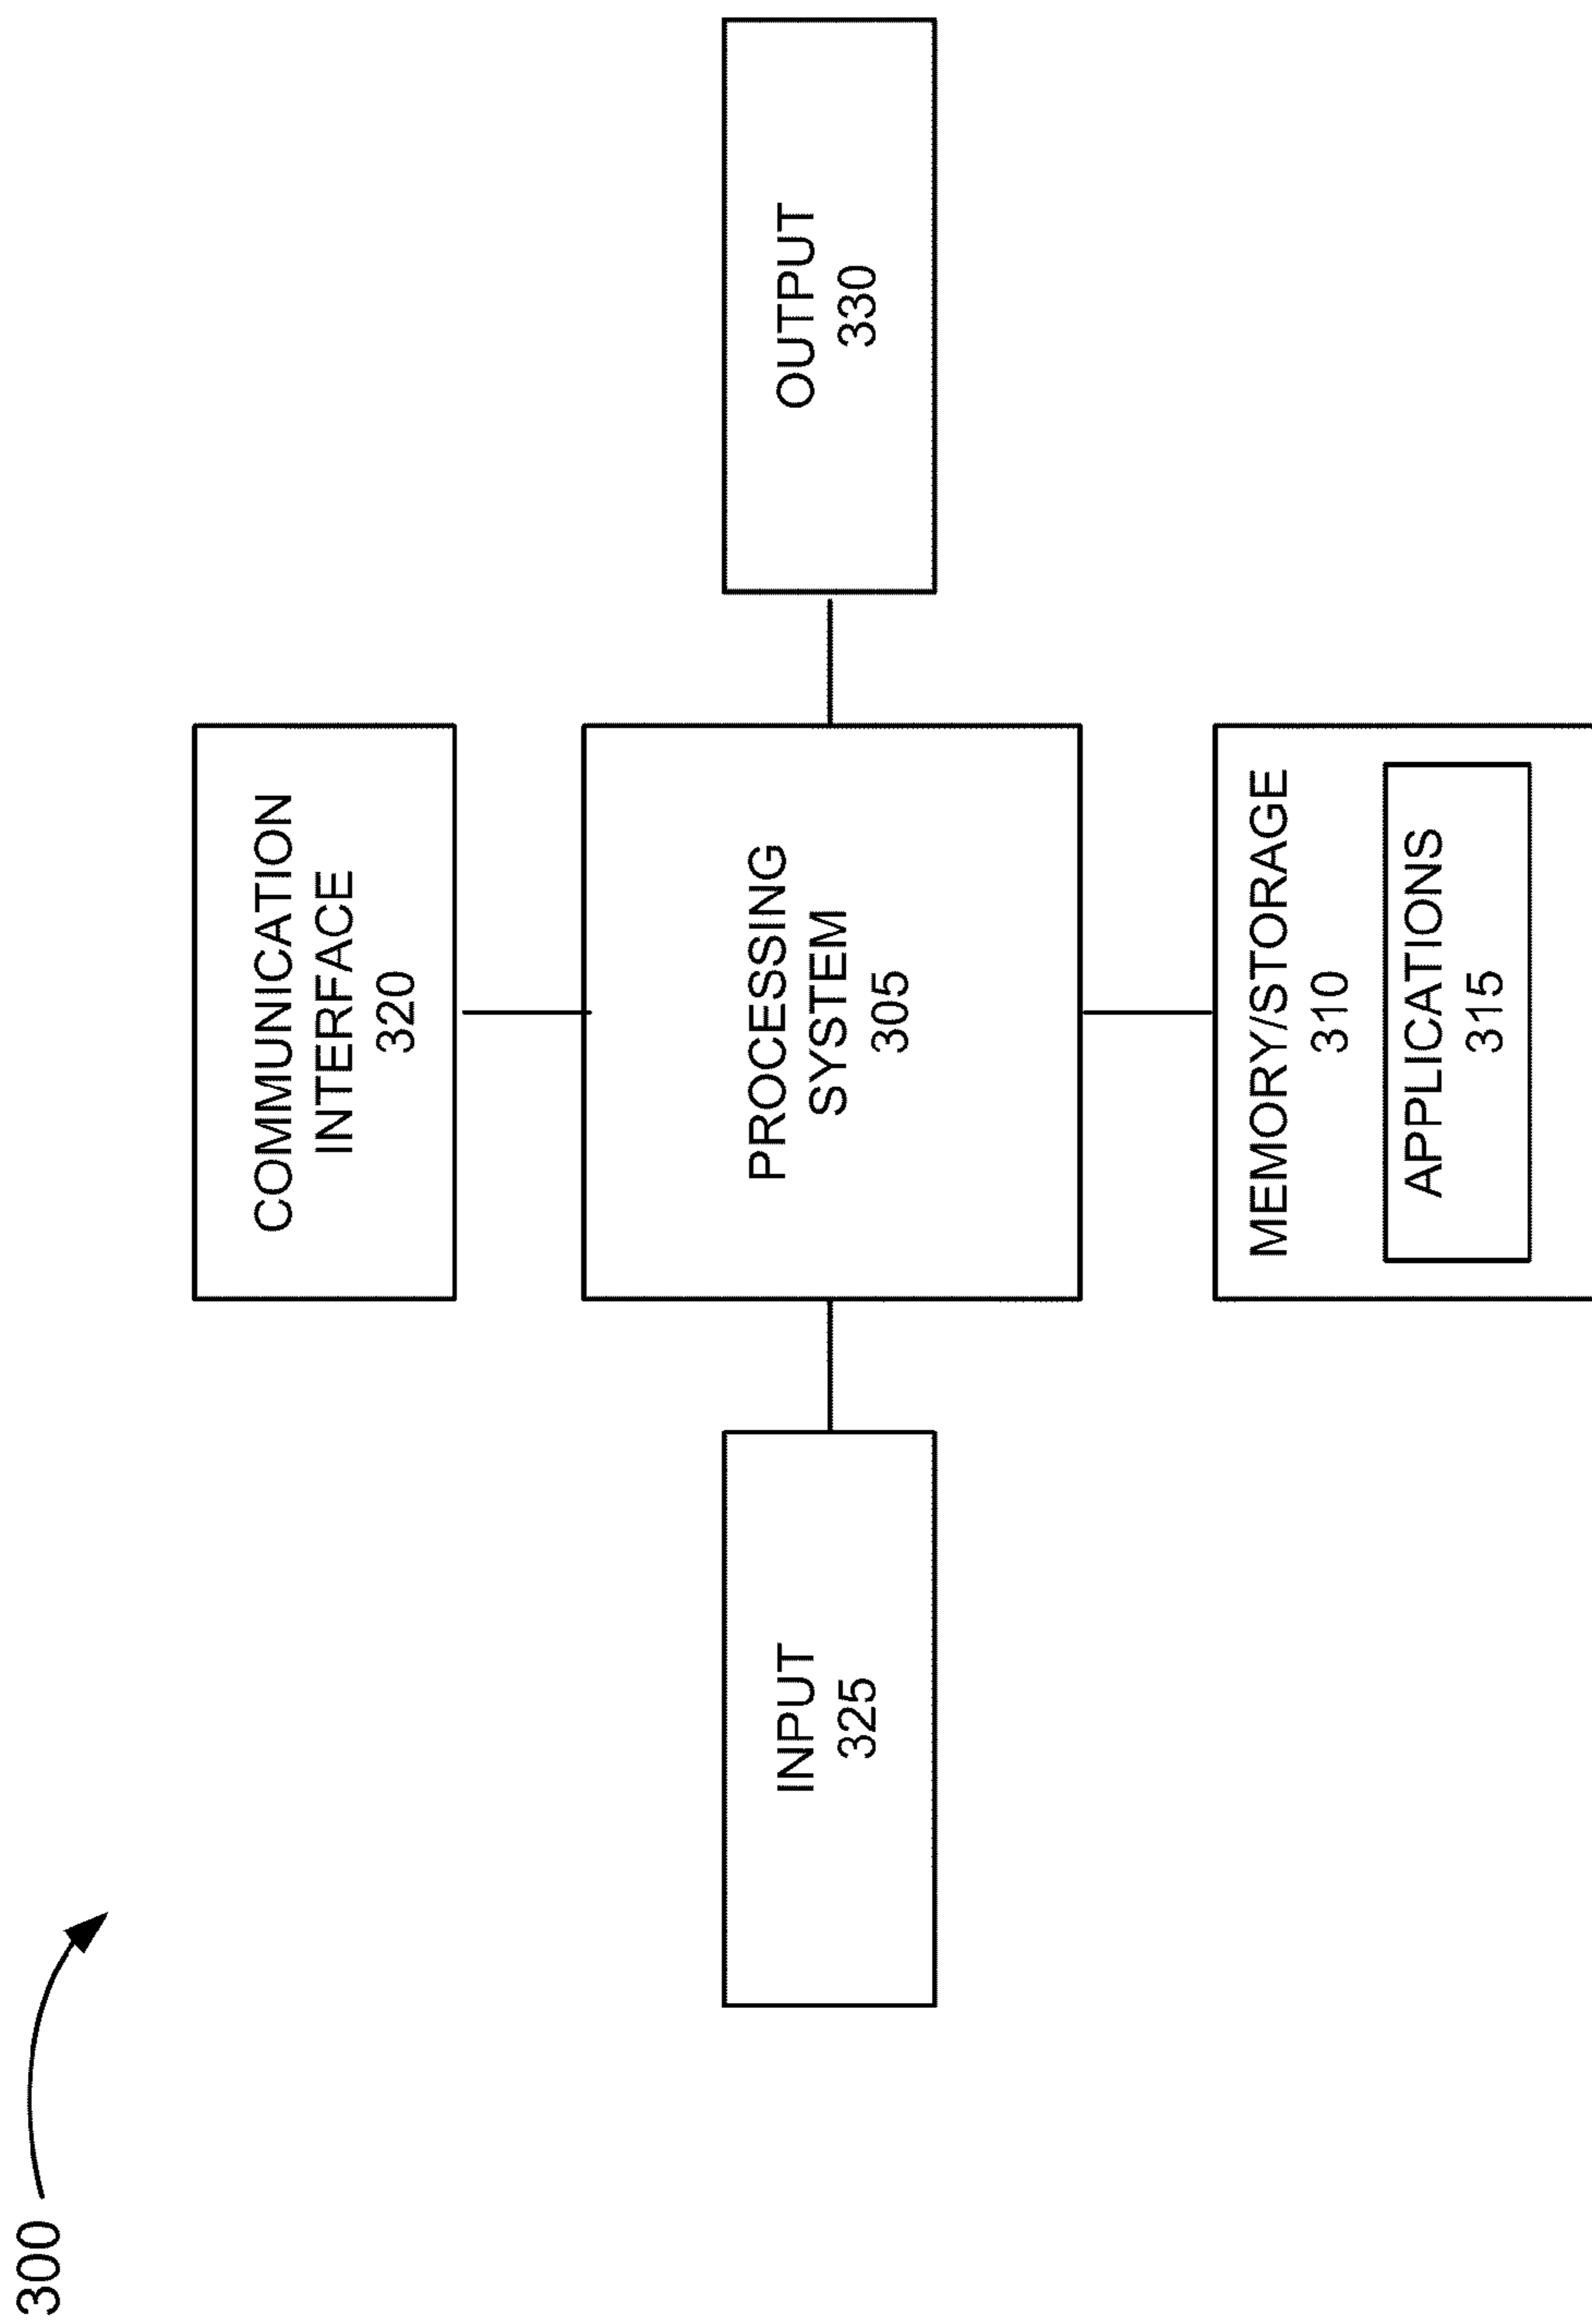 300
COMMUNICATION
INTERFACE
320
INPUT
325
PROCESSING
SYSTEM
305
OUTPUT
330
MEMORY/STORAGE
310
APPLICATIONS
315